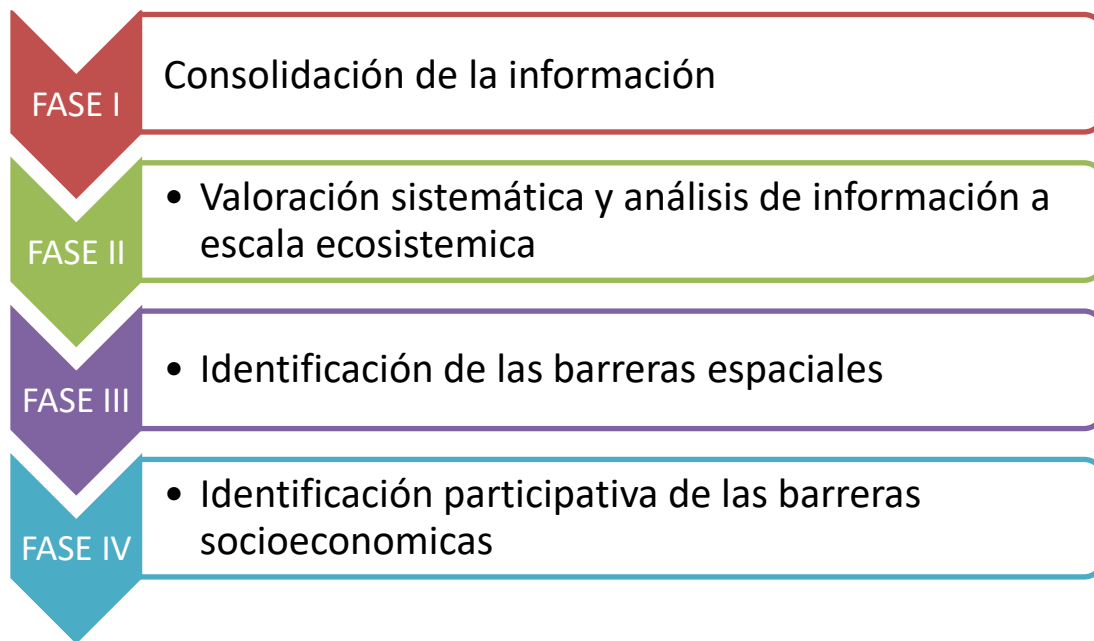 FASE I
Consolidación de la información
FASE II
• Valoración sistemática y análisis de información a
escala ecosistemica
FASE III
• Identificación de las barreras espaciales
FASE IV
• Identificación participativa de las barreras
socioeconomicas